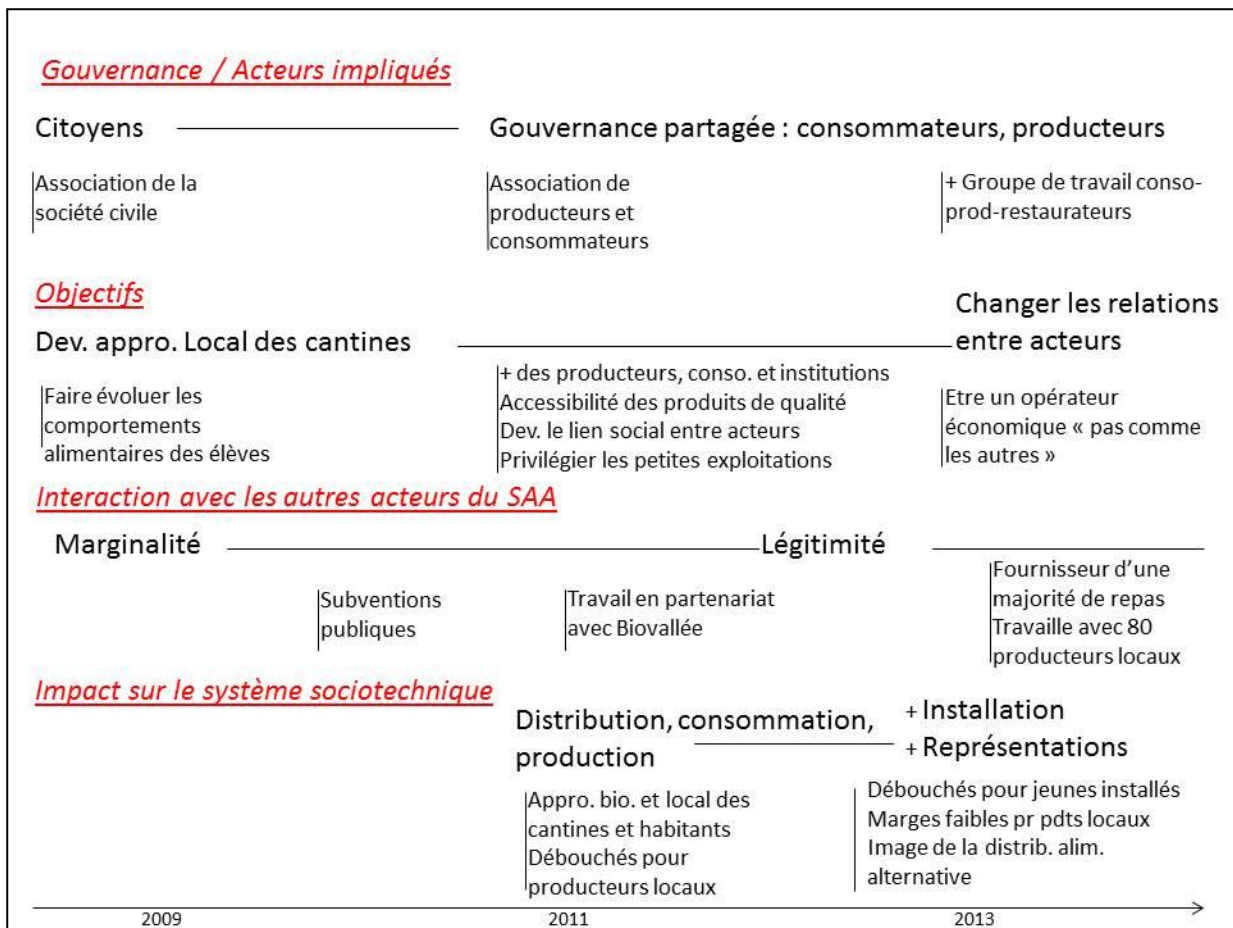 Gouvernance / Acteurs impliqués
Citoyens
Gouvernance partagée : consommateurs, producteurs
Association de la
société civile
Association de
producteurs et
consommateurs
+ Groupe de travail conso-
prod-restaurateurs
Objectifs
Dev. appro. Local des cantines
Changer les relations
entre acteurs
Faire évoluer les
comportements
alimentaires des élèves
+ des producteurs, conso. et institutions
Accessibilité des produits de qualité
Dev. le lien social entre acteurs
Privilégier les petites exploitations
Etre un opérateur
économique « pas comme
les autres »
Interaction avec les autres acteurs du SAA
Marginalité
Légitimité
Subventions
publiques
Travail en partenariat
avec Biovallée
Fournisseur d’une
majorité de repas
Travaille avec 80
producteurs locaux
Impact sur le système sociotechnique
Distribution, consommation,
production
+ Installation
+ Représentations
Appro. bio. et local des
cantines et habitants
Débouchés pour
producteurs locaux
Débouchés pour jeunes installés
Marges faibles pr pdts locaux
Image de la distrib. alim.
alternative
2009
2011
2013